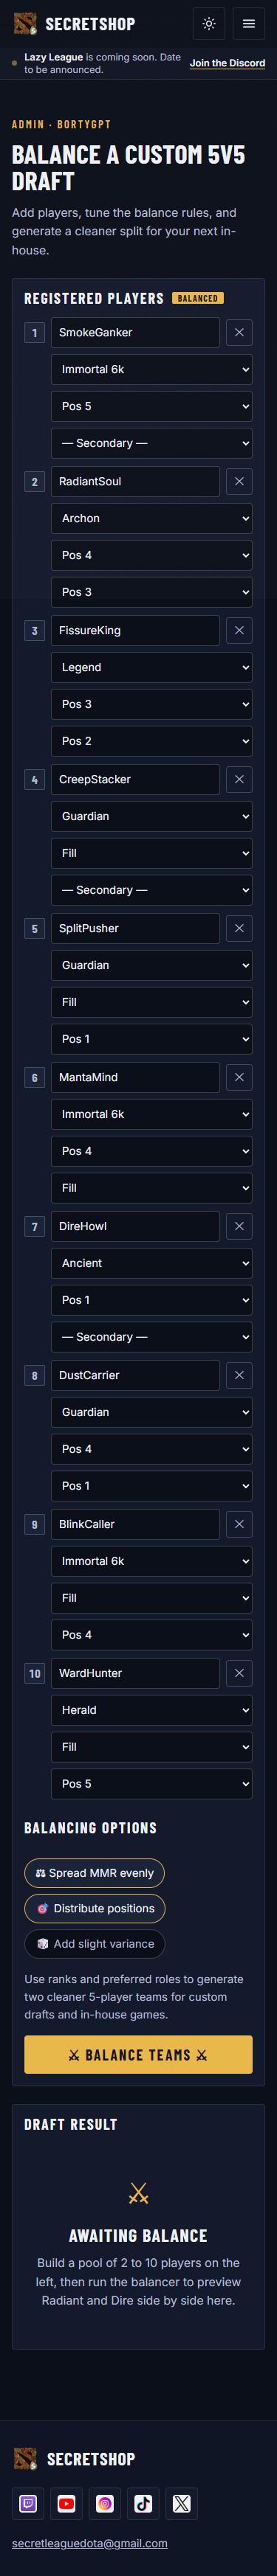 SECRETSHOP
Lazy League is coming soon. Date
to be announced.
Join the Discord
ADMIN · BORTYGPT
BALANCE A CUSTOM 5V5
DRAFT
Add players, tune the balance rules, and
generate a cleaner split for your next in-
house.
REGISTERED PLAYERS BALANCED
1 SmokeGanker
Immortal 6k
Pos 5
— Secondary —
2 RadiantSoul
Archon
Pos 4
Pos 3
3 FissureKing
Legend
Pos 3
Pos 2
4 CreepStacker
Guardian
Fill
— Secondary —
5 SplitPusher
Guardian
Fill
Pos 1
6 MantaMind
Immortal 6k
Pos 4
Fill
7 DireHowl
Ancient
Pos 1
— Secondary —
8 DustCarrier
Guardian
Pos 4
Pos 1
9 BlinkCaller
Immortal 6k
Fill
Pos 4
10 WardHunter
Herald
Fill
Pos 5
BALANCING OPTIONS
⚖ Spread MMR evenly
🎯 Distribute positions
🎲 Add slight variance
Use ranks and preferred roles to generate
two cleaner 5-player teams for custom
drafts and in-house games.
⚔ BALANCE TEAMS ⚔
DRAFT RESULT
⚔
AWAITING BALANCE
Build a pool of 2 to 10 players on the
left, then run the balancer to preview
Radiant and Dire side by side here.
SECRETSHOP
secretleaguedota@gmail.com